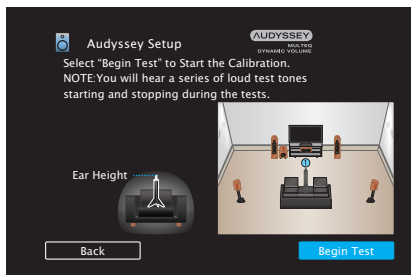 Audyssey Setup
AUDYSSEY
MULTEQ
DYNAMIC VOLUME
Select “Begin Test” to Start the Calibration.
NOTE:You will hear a series of loud test tones
starting and stopping during the tests.
Ear Height
1
Back
Begin Test